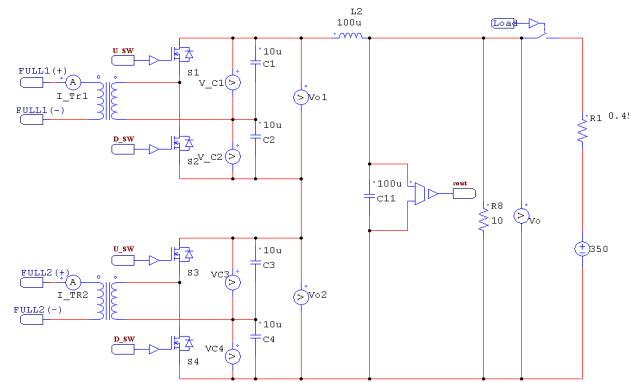 L2
100u
Load
U_SW
10u
C1
FULL1(+)
A
I_Tr1
S1
V_C1
V
Vo1
R1 0.45
FULL1(-)
10u
C2
D_SW
S2
V_C2
100u
C11
rout
R8
10
Vo
350
U_SW
10u
C3
FULL2(+)
A
I_TR2
S3
VC3
Vo2
FULL2(-)
10u
C4
D_SW
S4
VC4